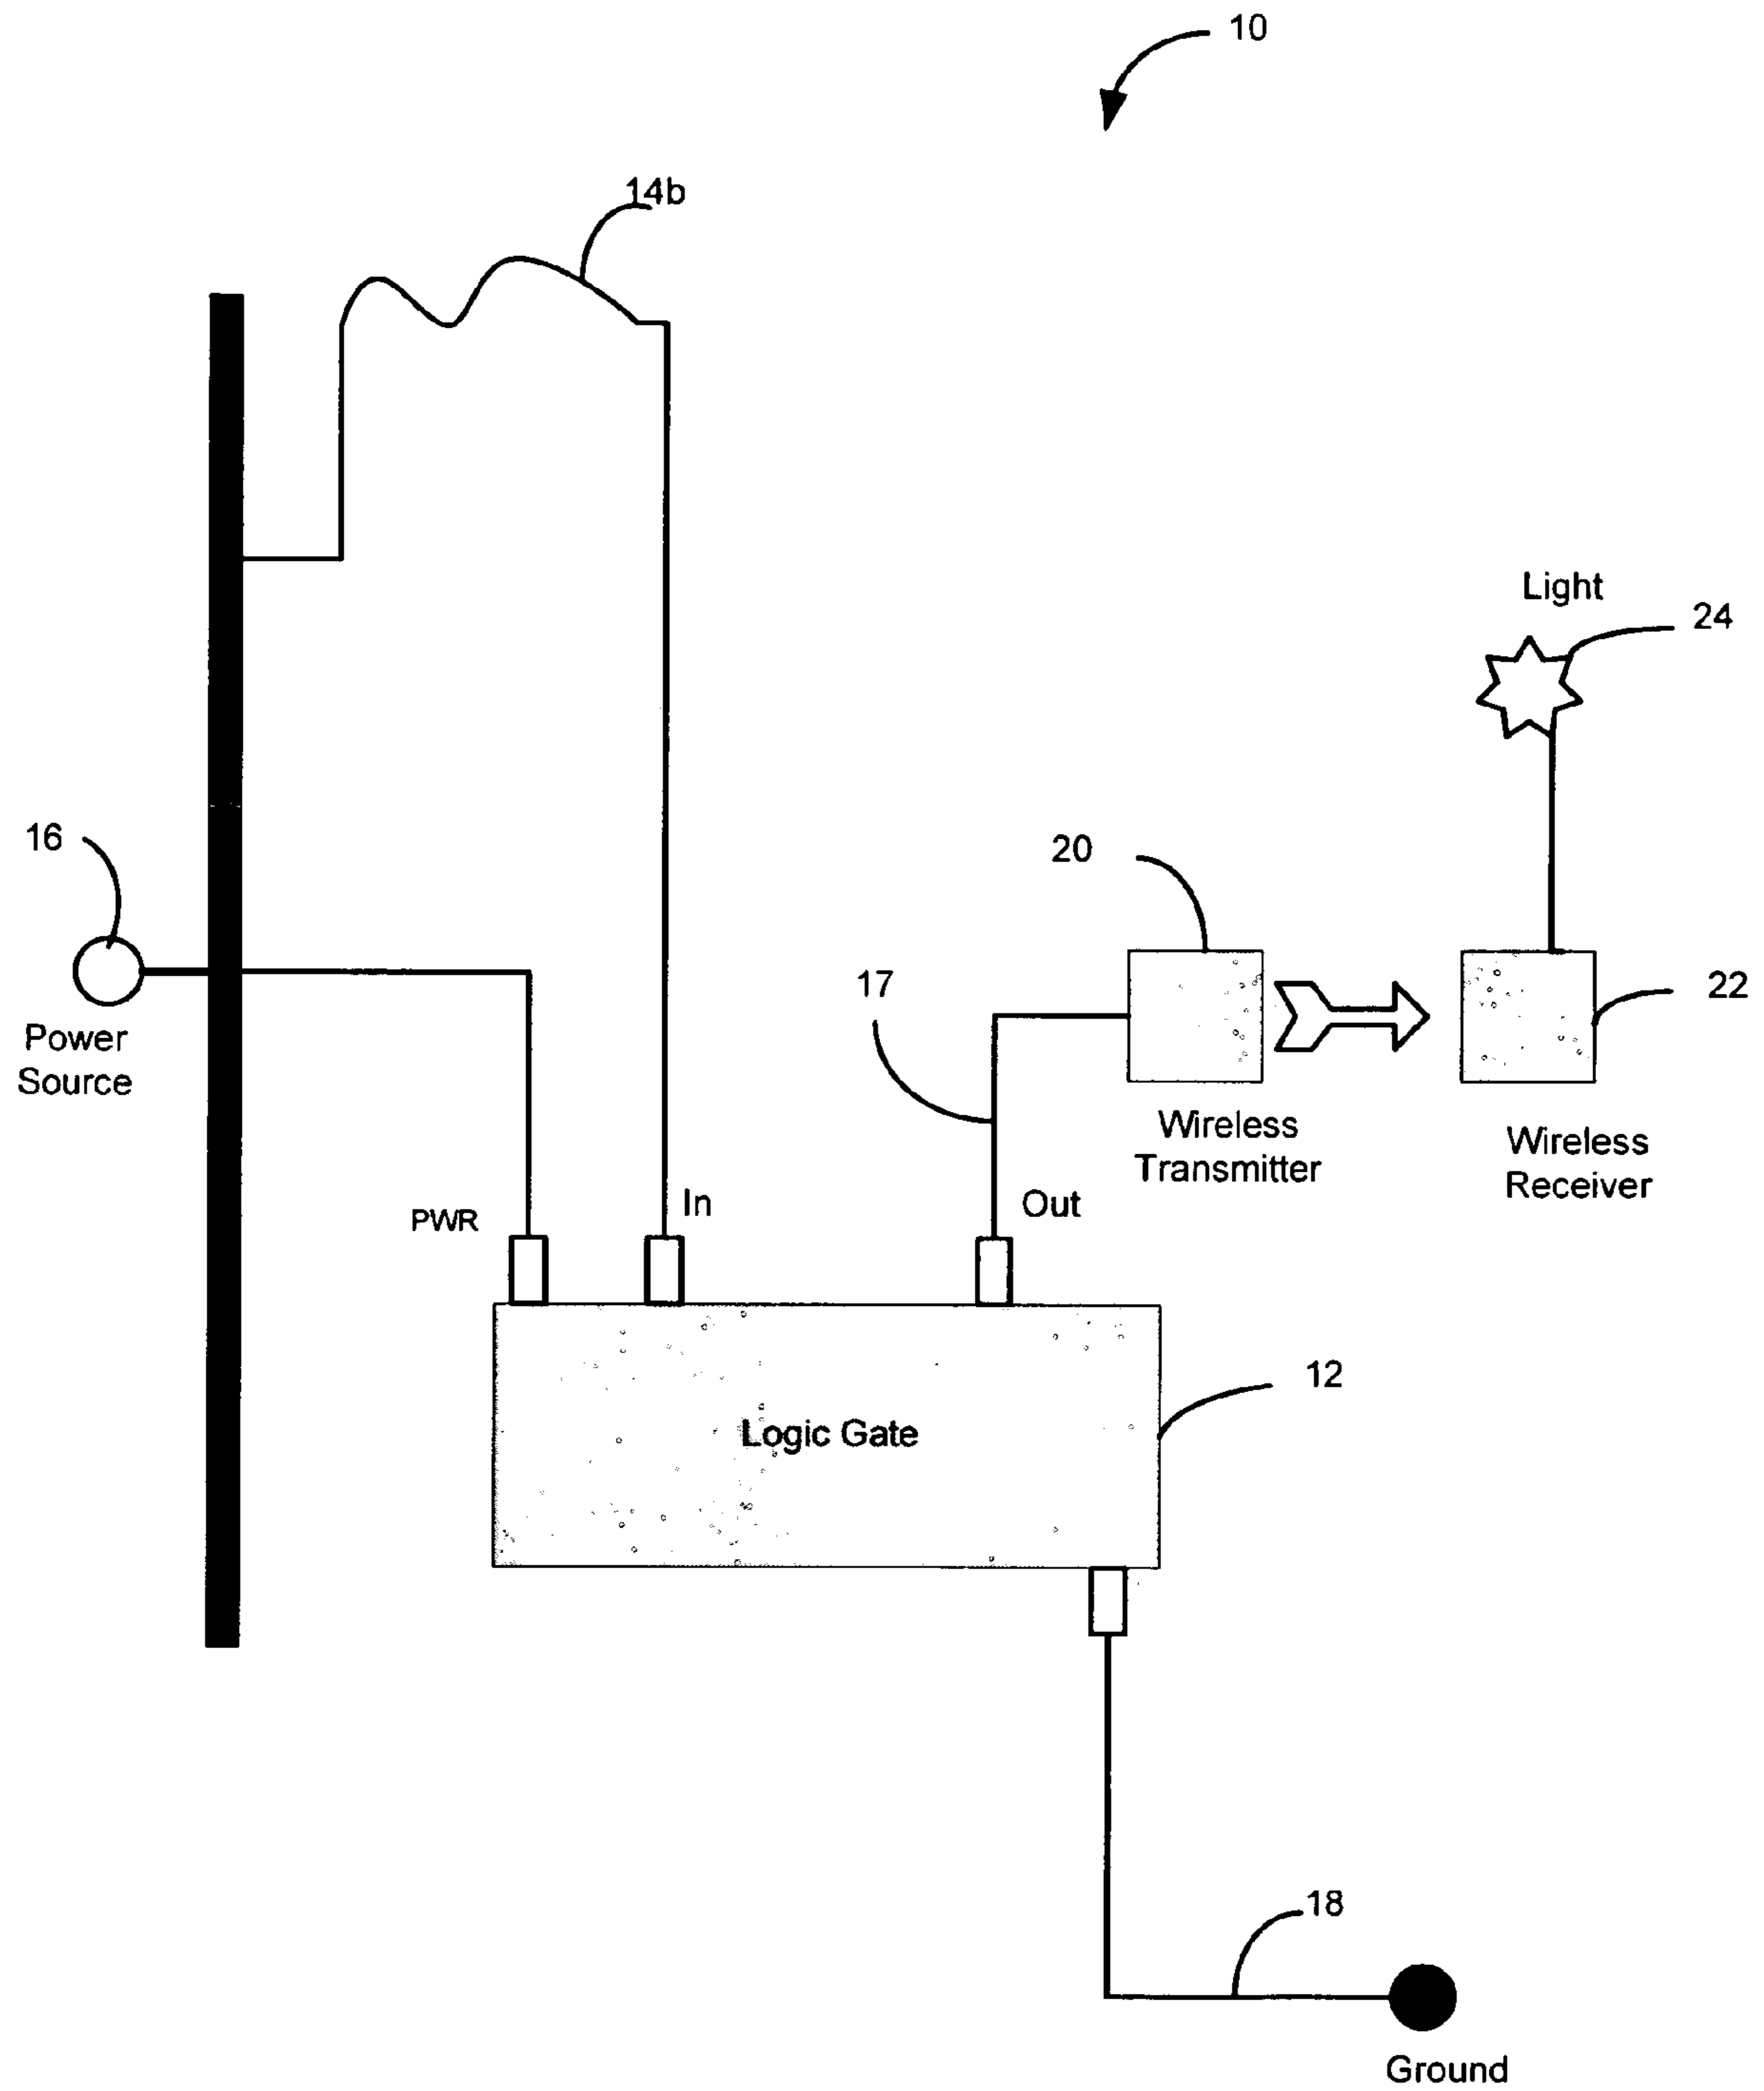 10
14b
Light
24
16
20
17
22
Power
Source
Wireless
Transmitter
Wireless
Receiver
PWR
In
Out
12
Logic Gate
18
Ground